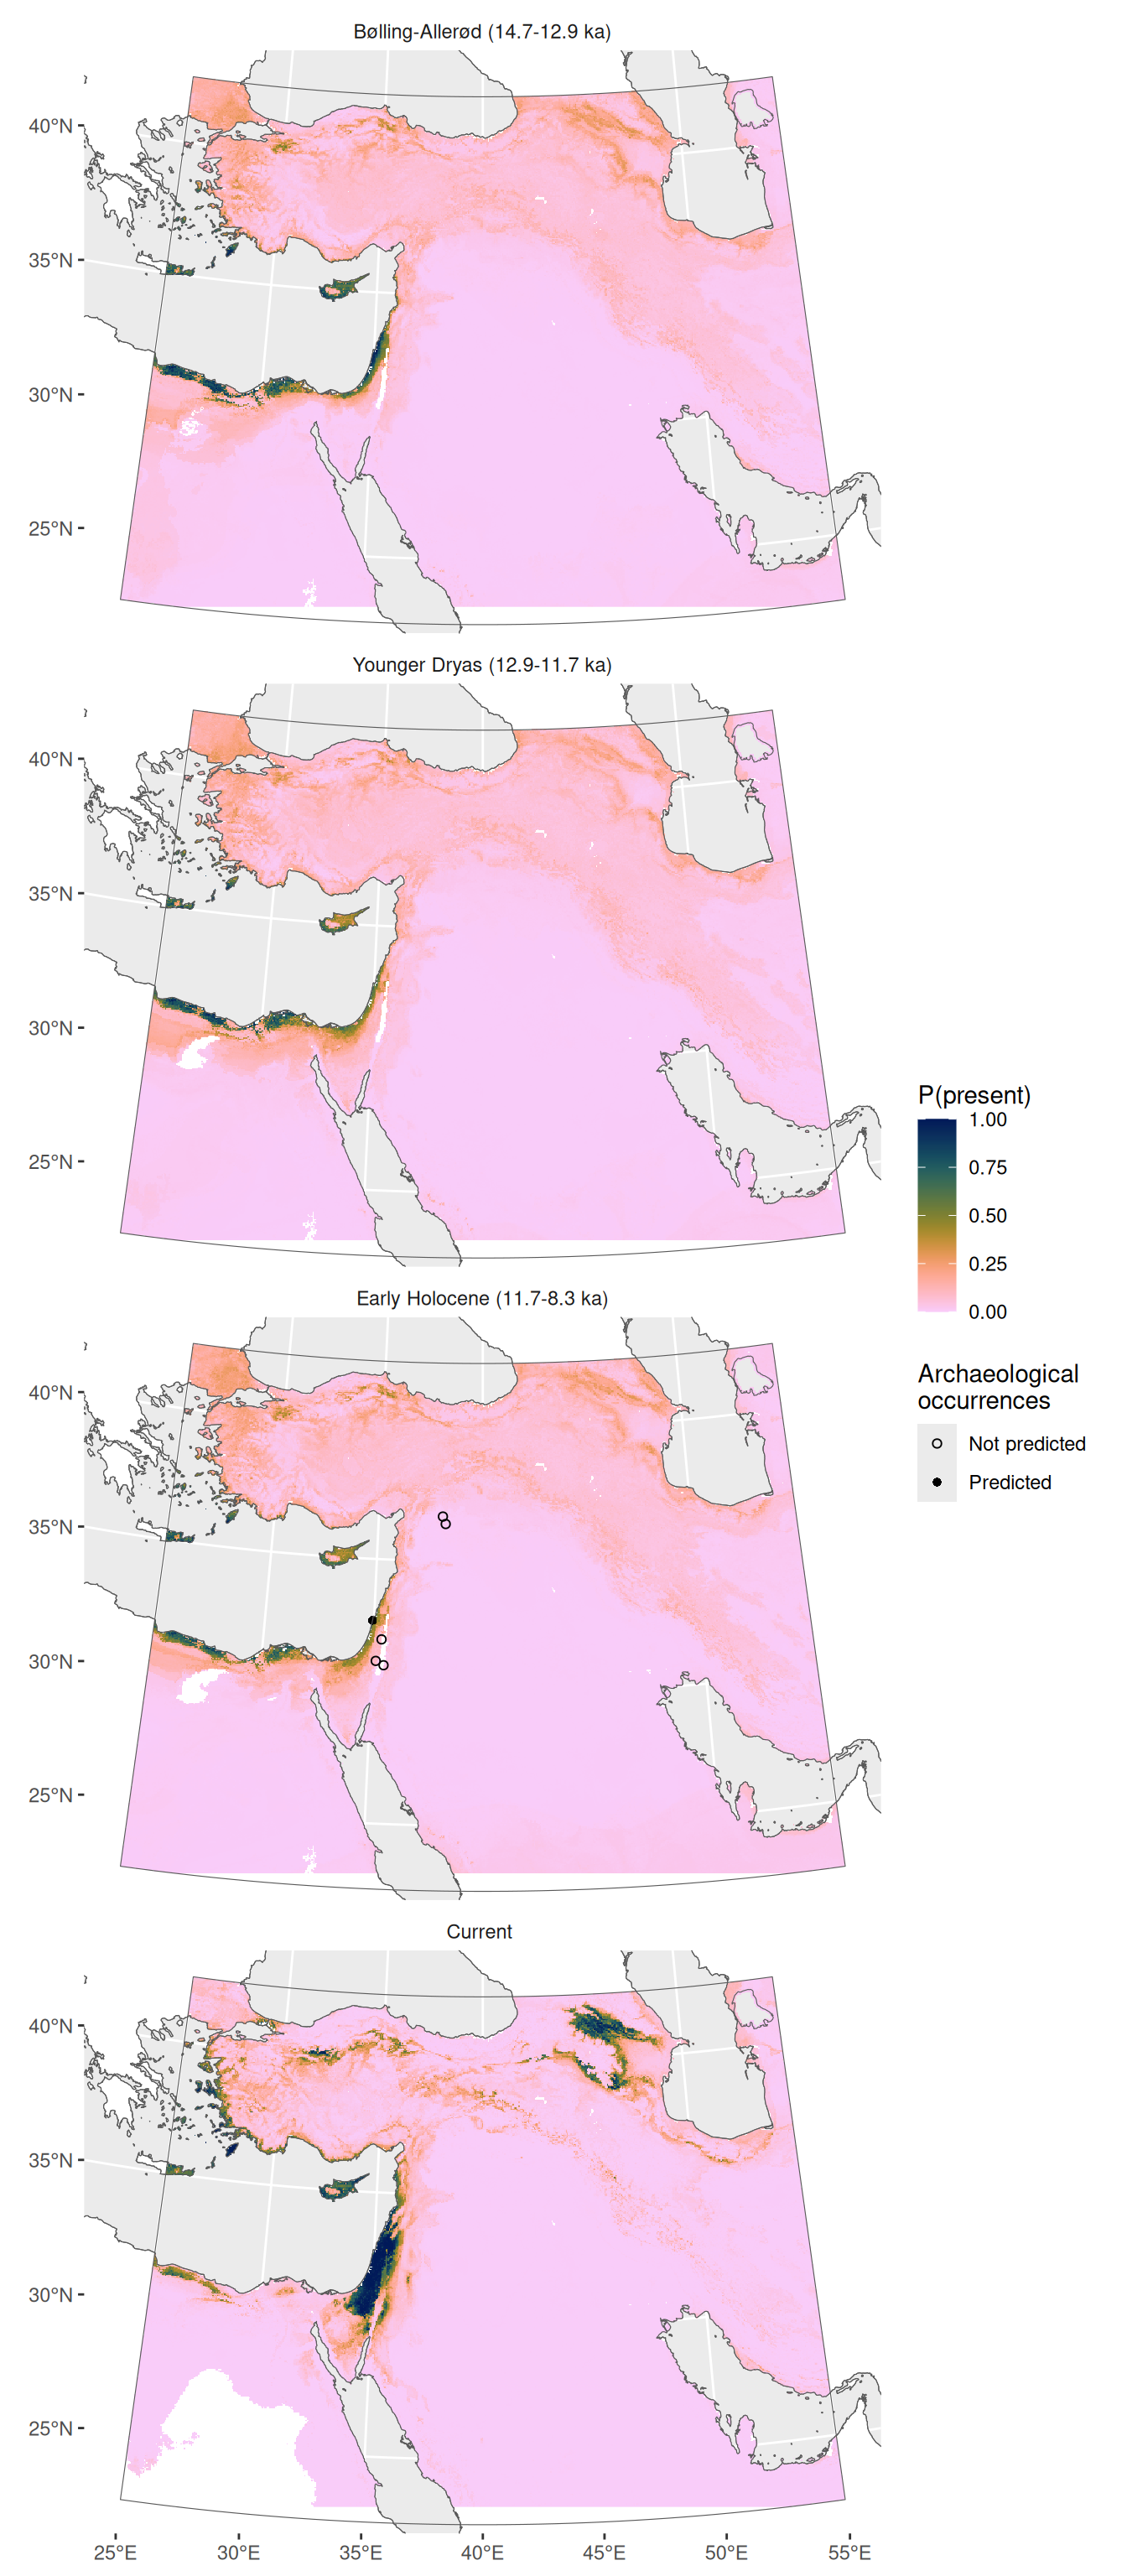 Bølling-Allerød (14.7-12.9 ka)
40°N
35°N
30°N
25°N
Younger Dryas (12.9-11.7 ka)
40°N
35°N
30°N
25°N
P(present)
1.00
0.75
0.50
0.25
0.00
Early Holocene (11.7-8.3 ka)
40°N
35°N
30°N
25°N
Archaeological
occurrences
Not predicted
Predicted
Current
40°N
35°N
30°N
25°N
25°E 30°E 35°E 40°E 45°E 50°E 55°E